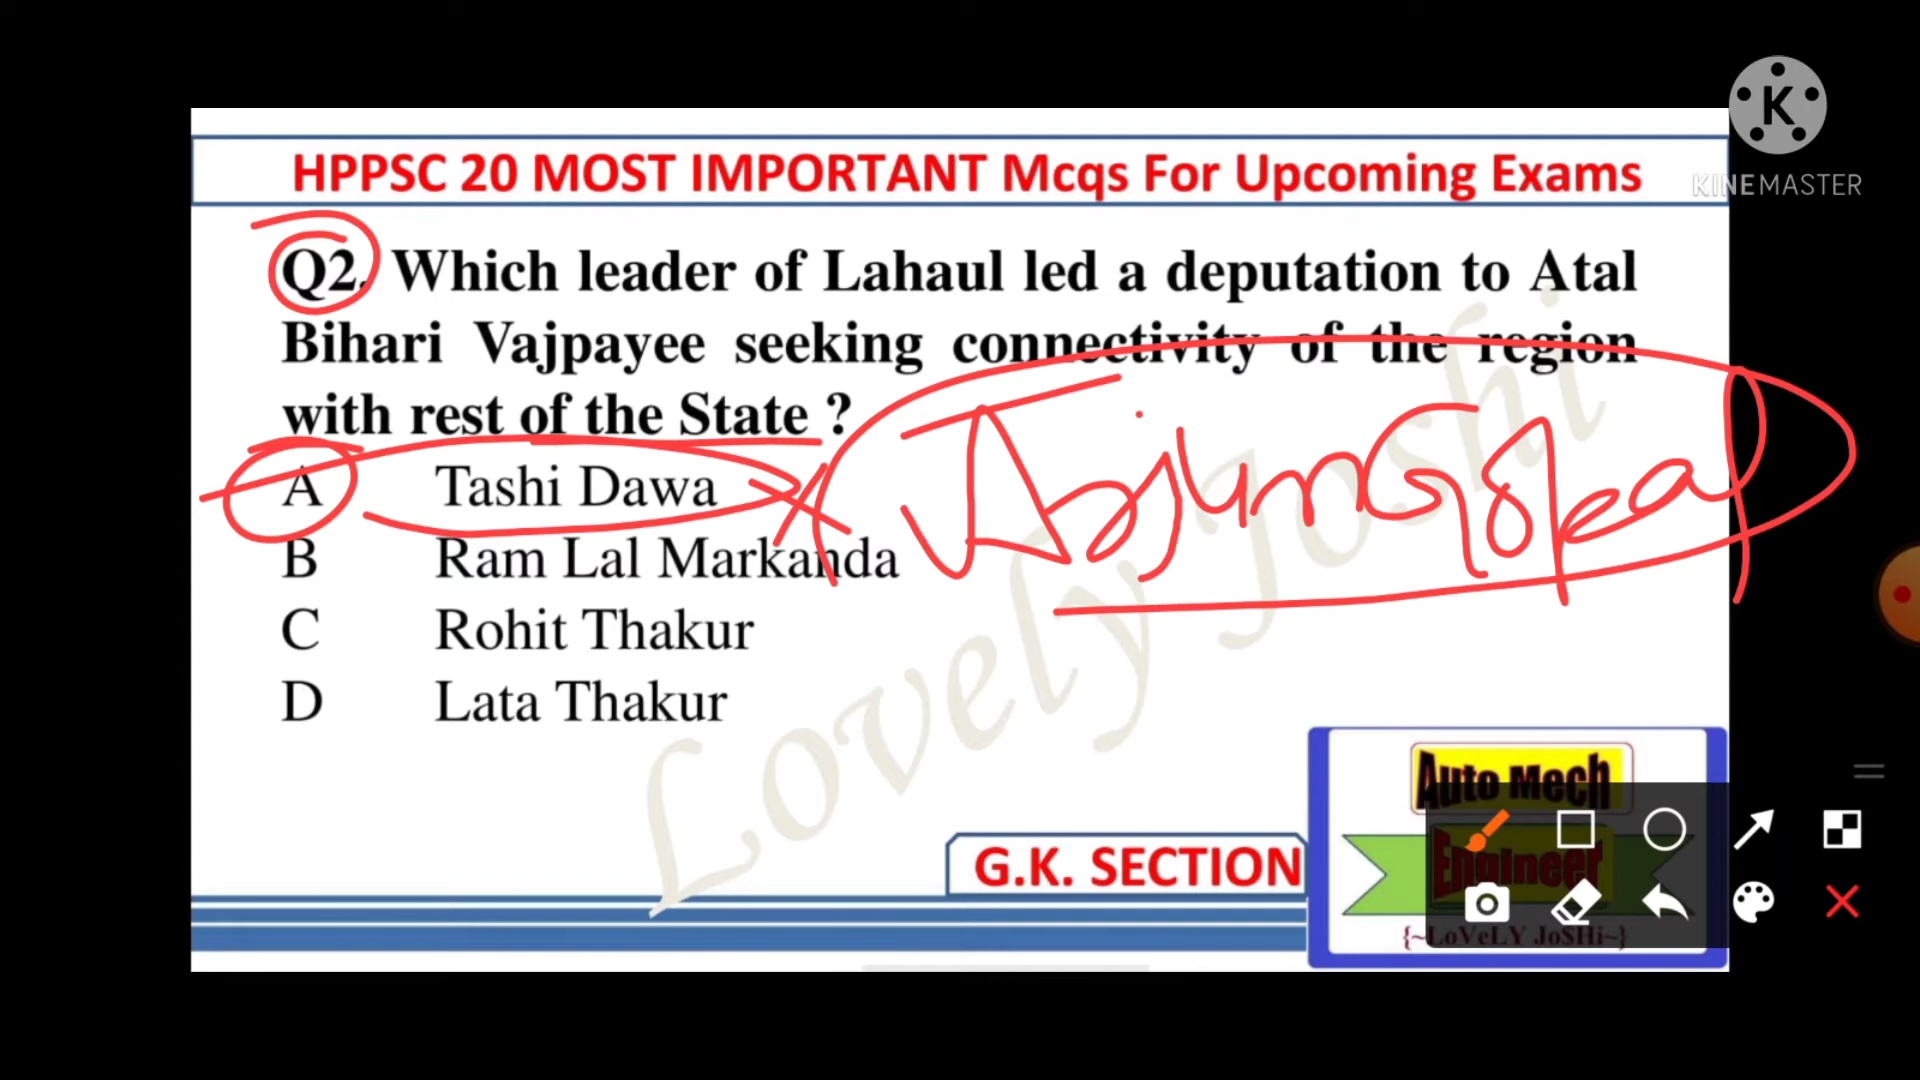 KINEMASTER
HPPSC 20 MOST IMPORTANT Mcqs For Upcoming Exams
Q2. Which leader of Lahaul led a deputation to Atal
Bihari Vajpayee seeking connectivity of the region
with rest of the State ?
A Tashi Dawa
B Ram Lal Markanda
C Rohit Thakur
D Lata Thakur
Lovely Joshi
Auto Mech
Engineer
G.K. SECTION
{~LoVeLY JoSHi~}